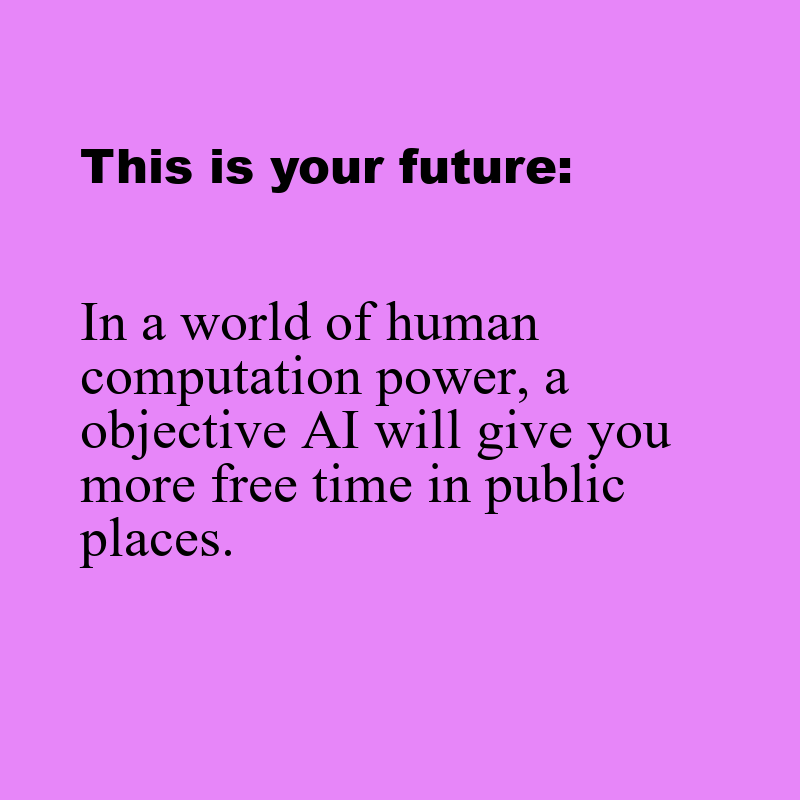 This is your future:
In a world of human
computation power, a
objective AI will give you
more free time in public
places.